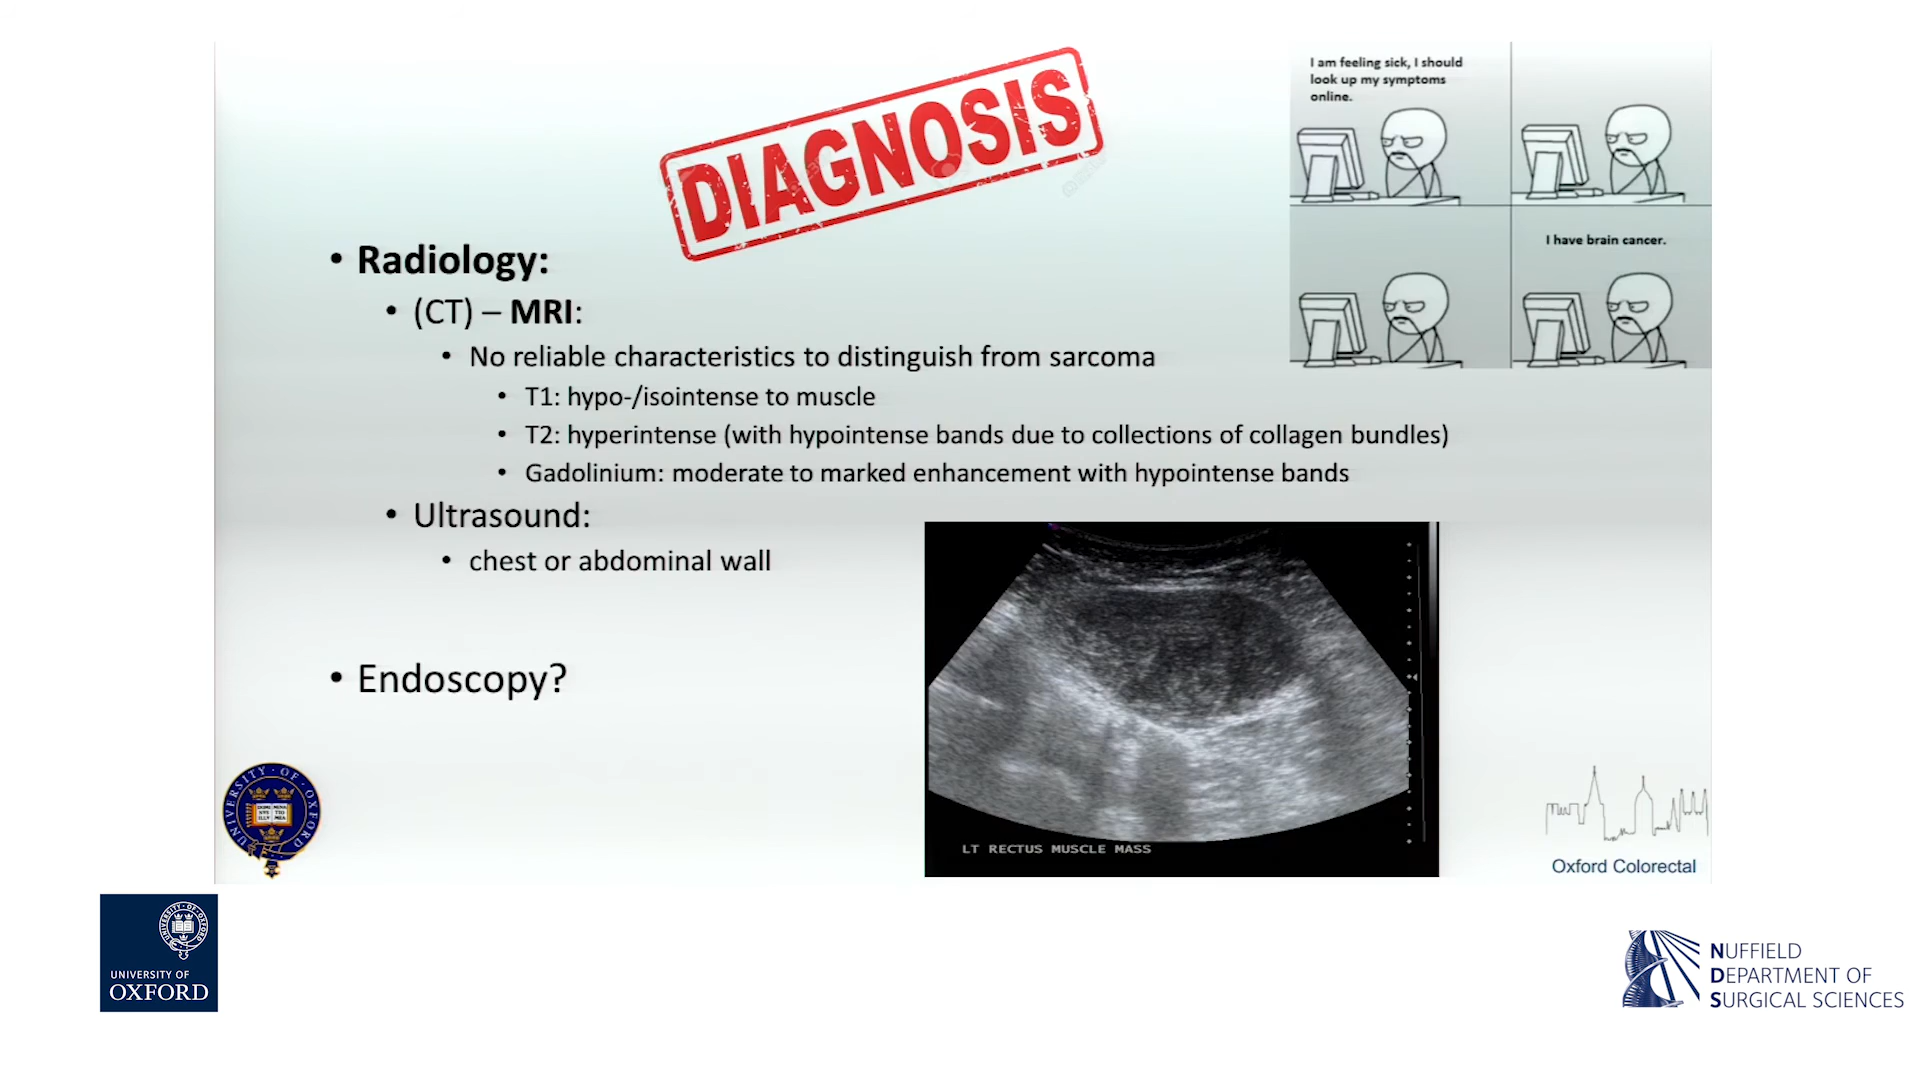 I am feeling sick, I should
look up my symptoms
online.
I have brain cancer.
DIAGNOSIS
• Radiology:
• (CT) – MRI:
• No reliable characteristics to distinguish from sarcoma
• T1: hypo-/isointense to muscle
• T2: hyperintense (with hypointense bands due to collections of collagen bundles)
• Gadolinium: moderate to marked enhancement with hypointense bands
• Ultrasound:
• chest or abdominal wall
• Endoscopy?
LT RECTUS MUSCLE MASS
UNIVERSITY · OF · OXFORD
Oxford Colorectal
UNIVERSITY OF
OXFORD
NUFFIELD
DEPARTMENT OF
SURGICAL SCIENCES